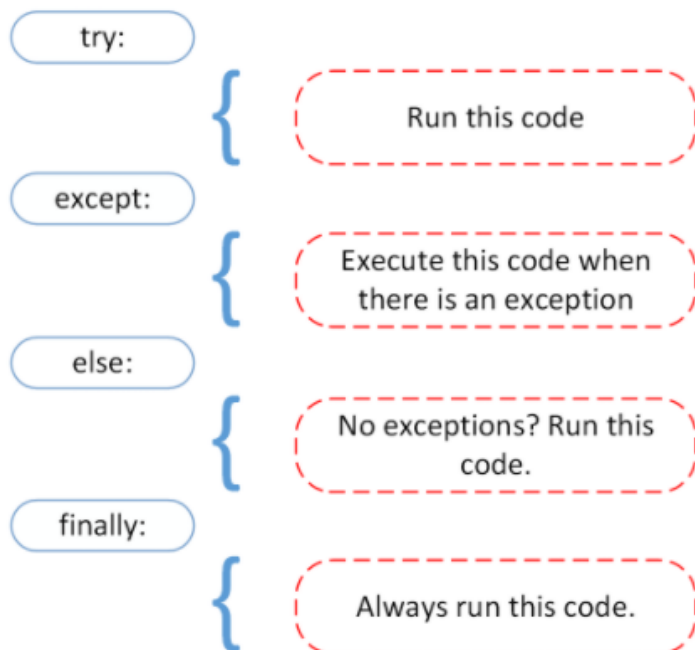 try:
Run this code
except:
Execute this code when
there is an exception
else:
No exceptions? Run this
code.
finally:
Always run this code.